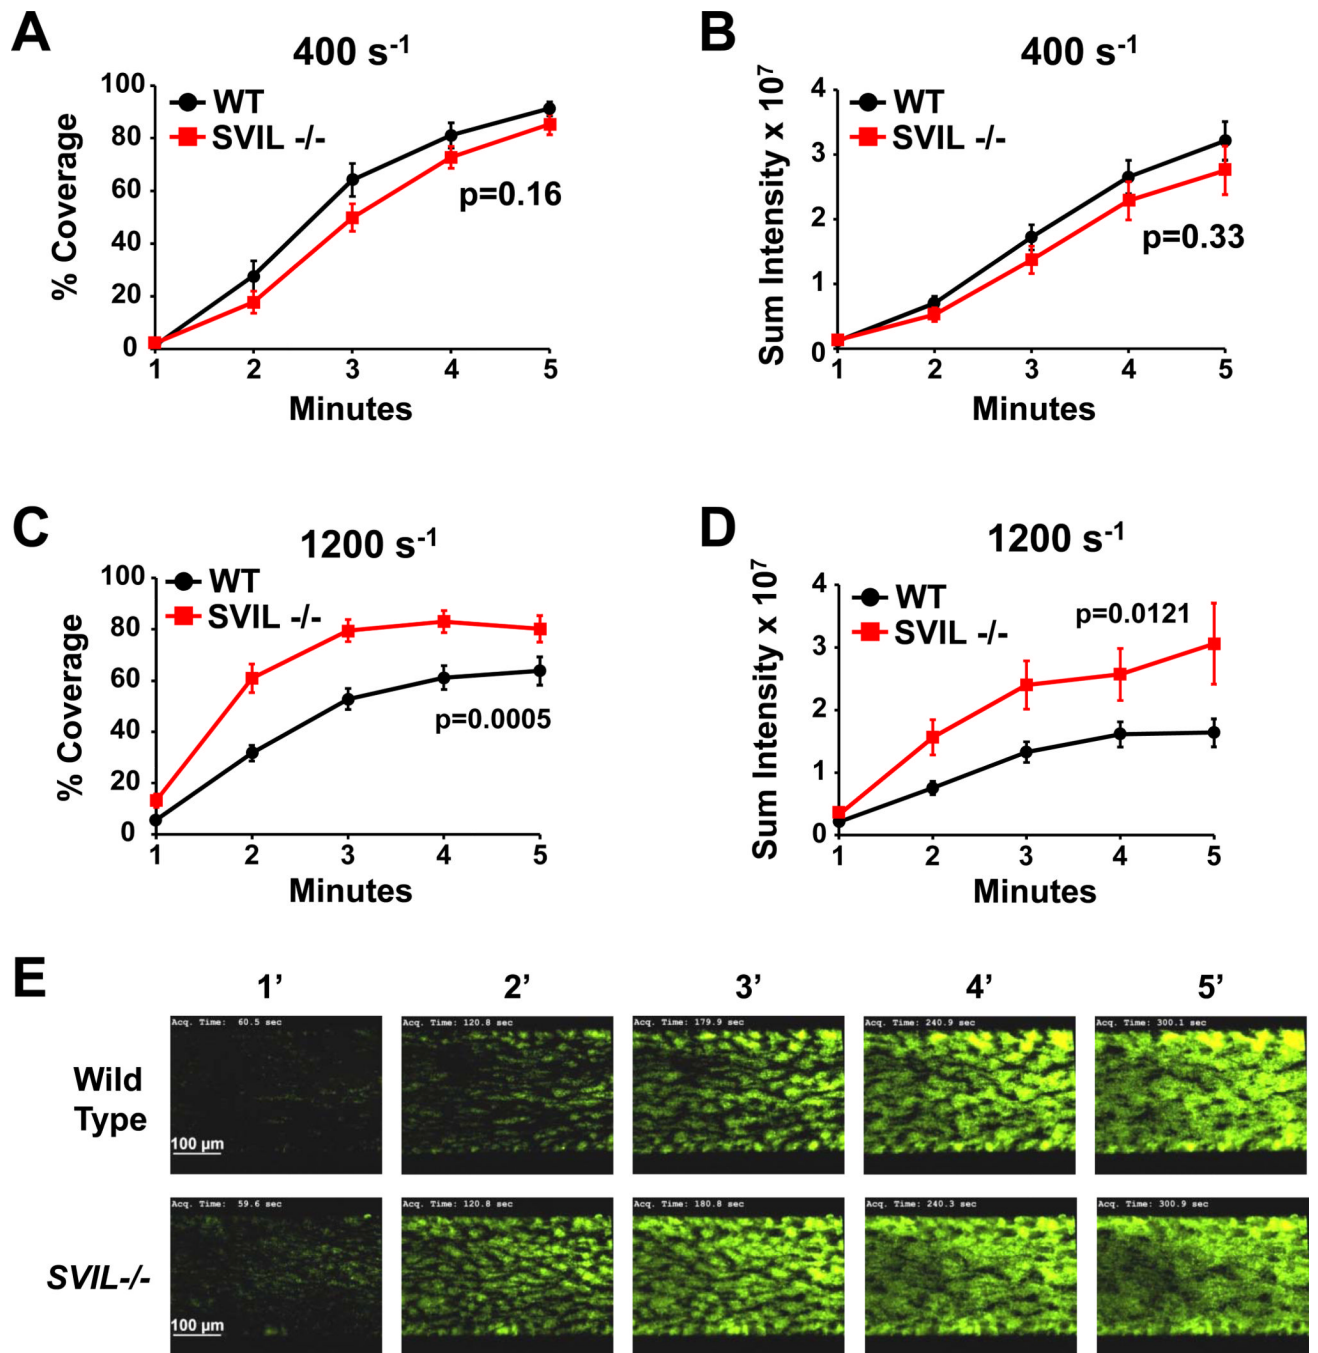 A
400 s⁻¹
WT
SVIL -/-
p=0.16
% Coverage
100
80
60
40
20
0
1 2 3 4 5
Minutes
B
400 s⁻¹
WT
SVIL -/-
p=0.33
Sum Intensity x 10⁷
4
3
2
1
0
1 2 3 4 5
Minutes
C
1200 s⁻¹
WT
SVIL -/-
p=0.0005
% Coverage
100
80
60
40
20
0
1 2 3 4 5
Minutes
D
1200 s⁻¹
WT
SVIL -/-
p=0.0121
Sum Intensity x 10⁷
4
3
2
1
0
1 2 3 4 5
Minutes
E
1’ 2’ 3’ 4’ 5’
Wild
Type
Acq. Time: 60.5 sec
100 µm
Acq. Time: 120.8 sec
Acq. Time: 179.9 sec
Acq. Time: 240.9 sec
Acq. Time: 300.1 sec
SVIL-/-
Acq. Time: 59.6 sec
100 µm
Acq. Time: 120.8 sec
Acq. Time: 180.8 sec
Acq. Time: 240.3 sec
Acq. Time: 300.9 sec